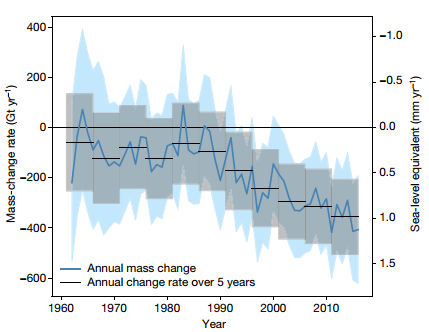 400
200
0
−200
−400
−600
Mass-change rate (Gt yr⁻¹)
−1.0
−0.5
0.0
0.5
1.0
1.5
Sea-level equivalent (mm yr⁻¹)
Annual mass change
Annual change rate over 5 years
1960 1970 1980 1990 2000 2010
Year